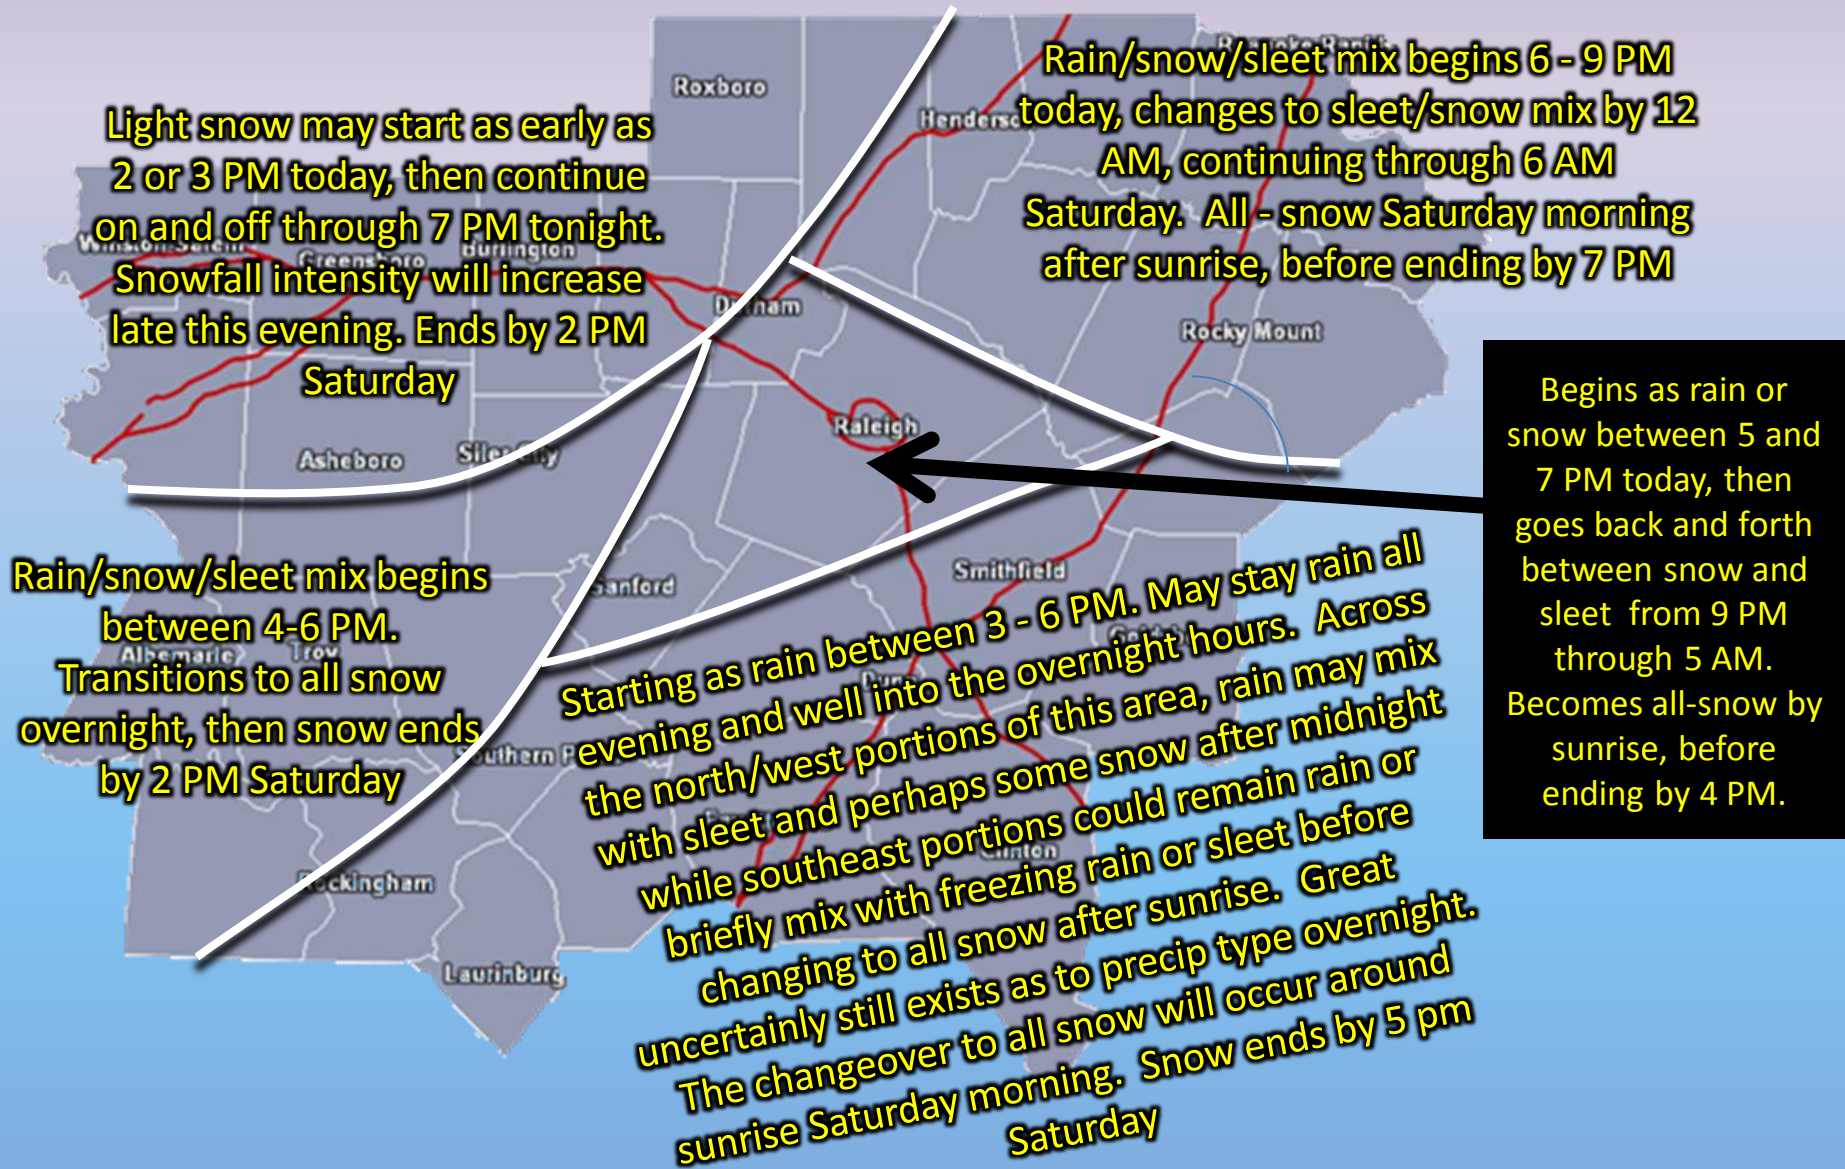 Roxboro
Light snow may start as early as
2 or 3 PM today, then continue
on and off through 7 PM tonight.
Snowfall intensity will increase
late this evening. Ends by 2 PM
Saturday
Greensboro
Burlington
Rain/snow/sleet mix begins 6 - 9 PM
today, changes to sleet/snow mix by 12
AM, continuing through 6 AM
Saturday.  All - snow Saturday morning
after sunrise, before ending by 7 PM
Durham
Rocky Mount
Raleigh
Asheboro
Siler City
Begins as rain or
snow between 5 and
7 PM today, then
goes back and forth
between snow and
sleet  from 9 PM
through 5 AM.
Becomes all-snow by
sunrise, before
ending by 4 PM.
Rain/snow/sleet mix begins
between 4-6 PM.
Transitions to all snow
overnight, then snow ends
by 2 PM Saturday
Albemarle
Troy
Sanford
Smithfield
Starting as rain between 3 - 6 PM. May stay rain all
evening and well into the overnight hours.  Across
the north/west portions of this area, rain may mix
with sleet and perhaps some snow after midnight
while southeast portions could remain rain or
briefly mix with freezing rain or sleet before
changing to all snow after sunrise.  Great
uncertainly still exists as to precip type overnight.
The changeover to all snow will occur around
sunrise Saturday morning.  Snow ends by 5 pm
Saturday
Clinton
Rockingham
Laurinburg